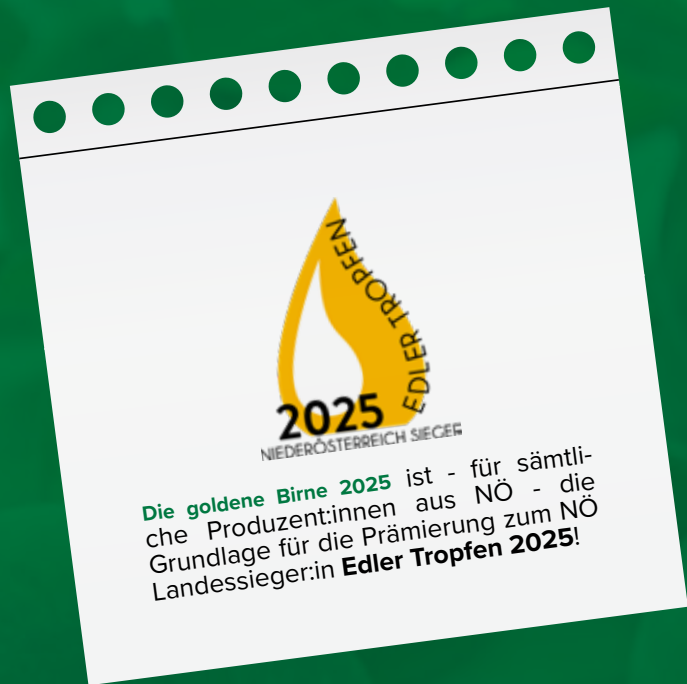 EDLER TROPFEN
2025
NIEDERÖSTERREICH SIEGER
Die goldene Birne 2025 ist - für sämtli-
che Produzent:innen aus NÖ - die
Grundlage für die Prämierung zum NÖ
Landessieger:in Edler Tropfen 2025!